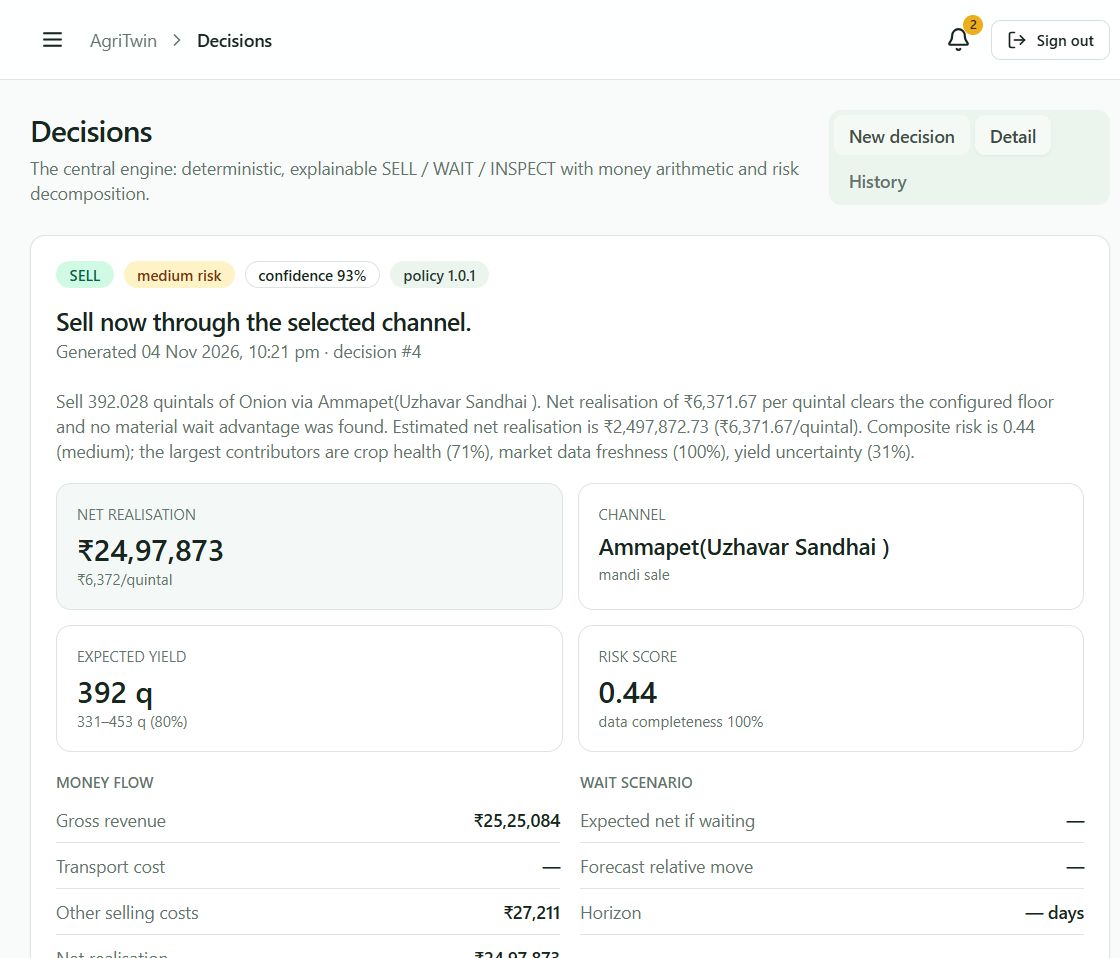 AgriTwin > Decisions
2
Sign out
Decisions
The central engine: deterministic, explainable SELL / WAIT / INSPECT with money arithmetic and risk
decomposition.
New decision
Detail
History
SELL
medium risk
confidence 93%
policy 1.0.1
Sell now through the selected channel.
Generated 04 Nov 2026, 10:21 pm · decision #4
Sell 392.028 quintals of Onion via Ammapet(Uzhavar Sandhai ). Net realisation of ₹6,371.67 per quintal clears the configured floor
and no material wait advantage was found. Estimated net realisation is ₹2,497,872.73 (₹6,371.67/quintal). Composite risk is 0.44
(medium); the largest contributors are crop health (71%), market data freshness (100%), yield uncertainty (31%).
NET REALISATION
₹24,97,873
₹6,372/quintal
CHANNEL
Ammapet(Uzhavar Sandhai )
mandi sale
EXPECTED YIELD
392 q
331–453 q (80%)
RISK SCORE
0.44
data completeness 100%
MONEY FLOW
Gross revenue ₹25,25,084
Transport cost —
Other selling costs ₹27,211
Net realisation ₹24,97,873
WAIT SCENARIO
Expected net if waiting —
Forecast relative move —
Horizon — days